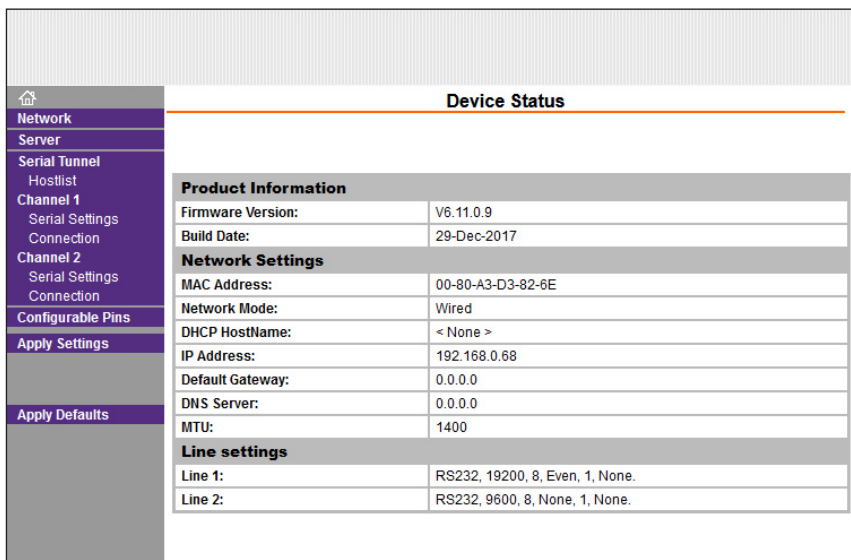 Device Status
Network
Server
Serial Tunnel
Hostlist
Channel 1
Serial Settings
Connection
Channel 2
Serial Settings
Connection
Configurable Pins
Apply Settings
Apply Defaults
Product Information
Firmware Version: V6.11.0.9
Build Date: 29-Dec-2017
Network Settings
MAC Address: 00-80-A3-D3-82-6E
Network Mode: Wired
DHCP HostName: < None >
IP Address: 192.168.0.68
Default Gateway: 0.0.0.0
DNS Server: 0.0.0.0
MTU: 1400
Line settings
Line 1: RS232, 19200, 8, Even, 1, None.
Line 2: RS232, 9600, 8, None, 1, None.